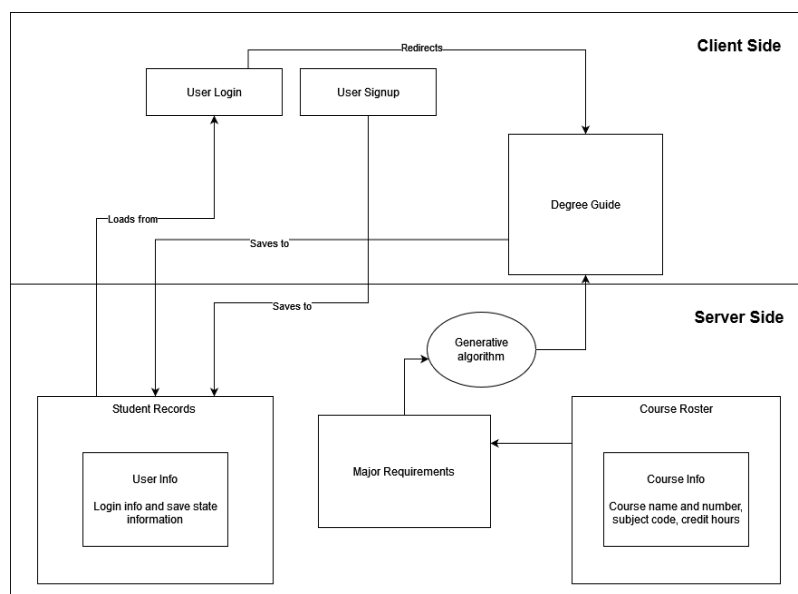 Client Side
Redirects
User Login
User Signup
Degree Guide
Loads from
Saves to
Saves to
Server Side
Generative
algorithm
Student Records
User Info
Login info and save state
information
Major Requirements
Course Roster
Course Info
Course name and number,
subject code, credit hours